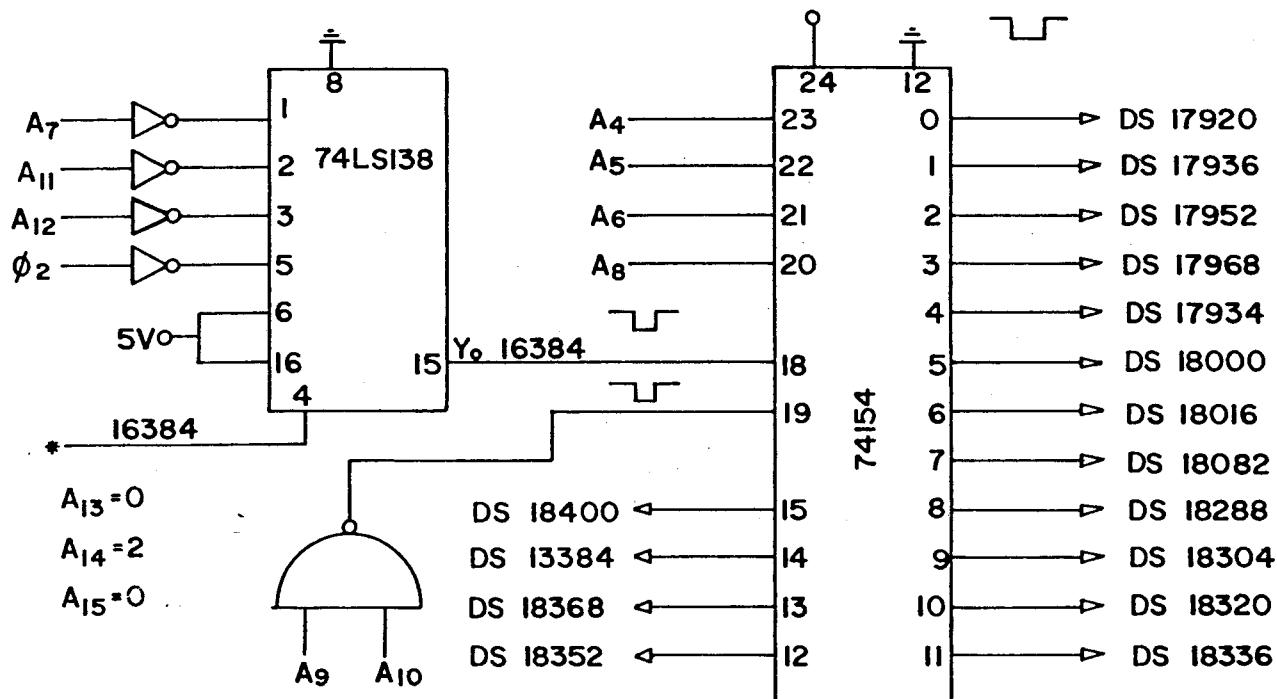 8
24
12
A7
1
A4
23
0
DS 17920
74LS138
A11
2
A5
22
1
DS 17936
A12
3
A6
21
2
DS 17952
φ2
5
A8
20
3
DS 17968
6
4
DS 17934
5V
16
15
Y0 16384
18
5
DS 18000
4
19
6
DS 18016
* 16384
74154
7
DS 18082
A13=0
DS 18400
15
8
DS 18288
A14=2
DS 13384
14
9
DS 18304
A15=0
DS 18368
13
10
DS 18320
A9
A10
DS 18352
12
11
DS 18336